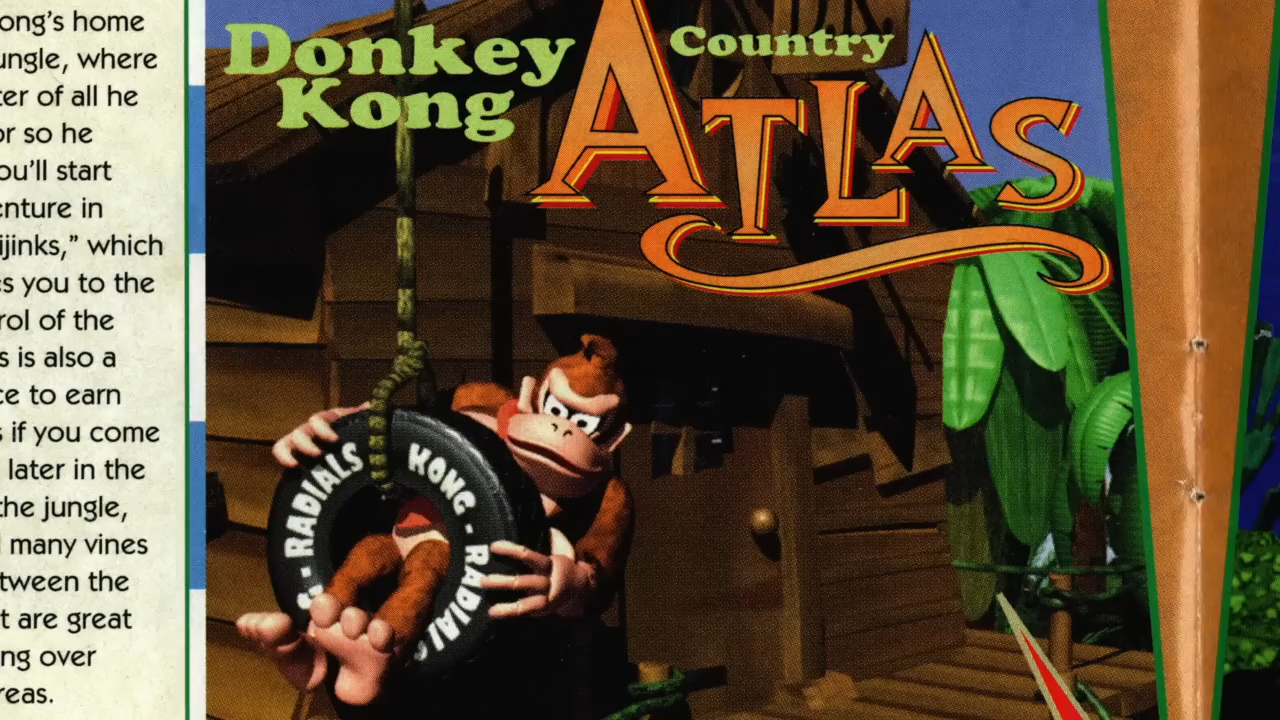 ong's home
ungle, where
ter of all he
or so he
ou'll start
enture in
ijinks," which
es you to the
rol of the
s is also a
ce to earn
s if you come
later in the
the jungle,
many vines
tween the
t are great
ng over
reas.
Donkey
Kong
Country
ATLAS
RADIALS
KONG - RADIALS